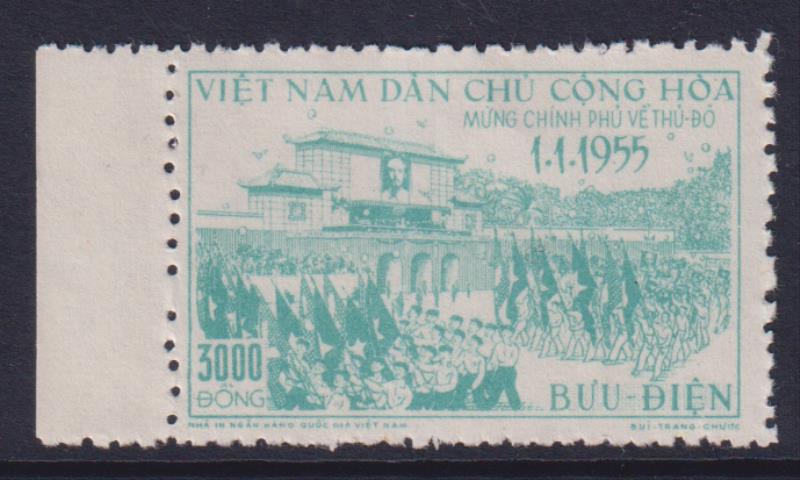 VIỆT NAM DÂN CHỦ CỘNG HÒA
MỪNG CHÍNH PHỦ VỀ THỦ-ĐÔ
1.1.1955
3000
ĐỒNG
BƯU-ĐIỆN
NHÀ IN NGÂN HÀNG QUỐC GIA VIỆT NAM
BÙI-TRANG-CHƯỚC